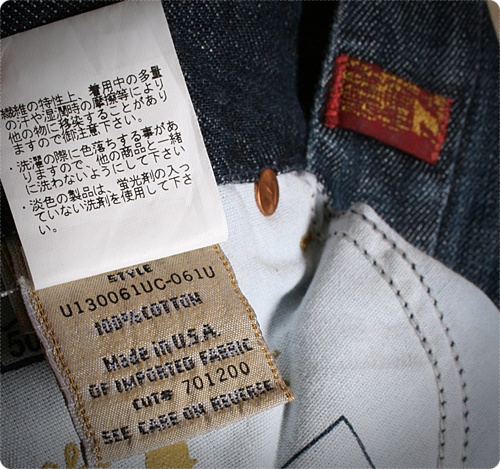 繊維の特性上、着用中の多量
の汗や湿潤時の摩擦等により
他の物に移染することがあり
ますので御注意下さい。
・洗濯の際に色落ちする事があ
りますので、他の商品と一緒
に洗わないようにして下さい
・淡色の製品は、蛍光剤の入っ
ていない洗剤を使用して下さ
い。
STYLE
U130061UC-061U
100%COTTON
Made in U.S.A.
OF IMPORTED FABRIC
CUT# 701200
SEE CARE ON REVERSE